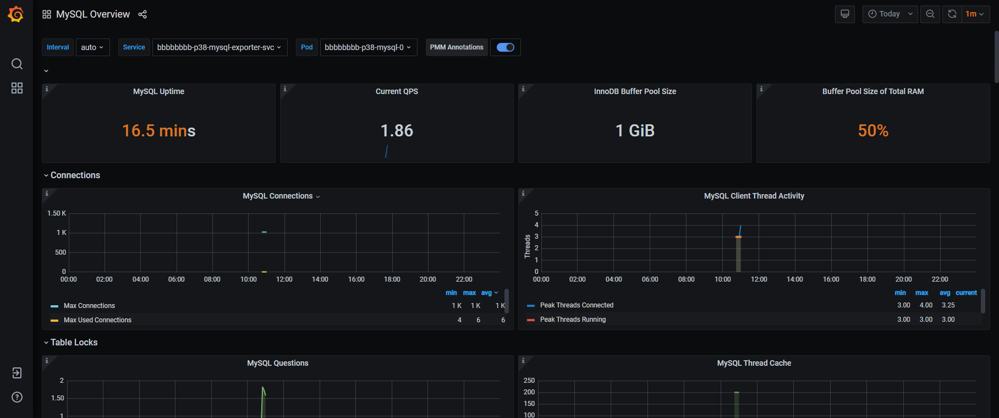 MySQL Overview
Today
1m
Interval auto Service bbbbbbbb-p38-mysql-exporter-svc Pod bbbbbbbb-p38-mysql-0 PMM Annotations
MySQL Uptime
16.5 mins
Current QPS
1.86
InnoDB Buffer Pool Size
1 GiB
Buffer Pool Size of Total RAM
50%
Connections
MySQL Connections
1.50 K
1 K
500
0
00:00 02:00 04:00 06:00 08:00 10:00 12:00 14:00 16:00 18:00 20:00 22:00
min max avg
Max Connections 1 K 1 K 1 K
Max Used Connections 4 6 6
MySQL Client Thread Activity
Threads
5
4
3
2
1
0
00:00 02:00 04:00 06:00 08:00 10:00 12:00 14:00 16:00 18:00 20:00 22:00
min max avg current
Peak Threads Connected 3.00 4.00 3.25
Peak Threads Running 3.00 3.00 3.00
Table Locks
MySQL Questions
2
1.50
1
MySQL Thread Cache
250
200
150
100